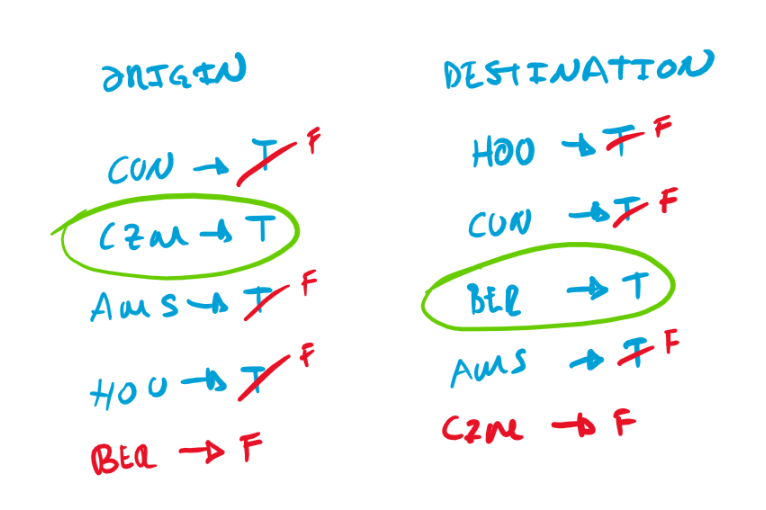 ORIGIN
CUN → T F
CZM → T
AMS → T F
HOU → T F
BER → F
DESTINATION
HOU → T F
CUN → T F
BER → T
AMS → T F
CZM → F